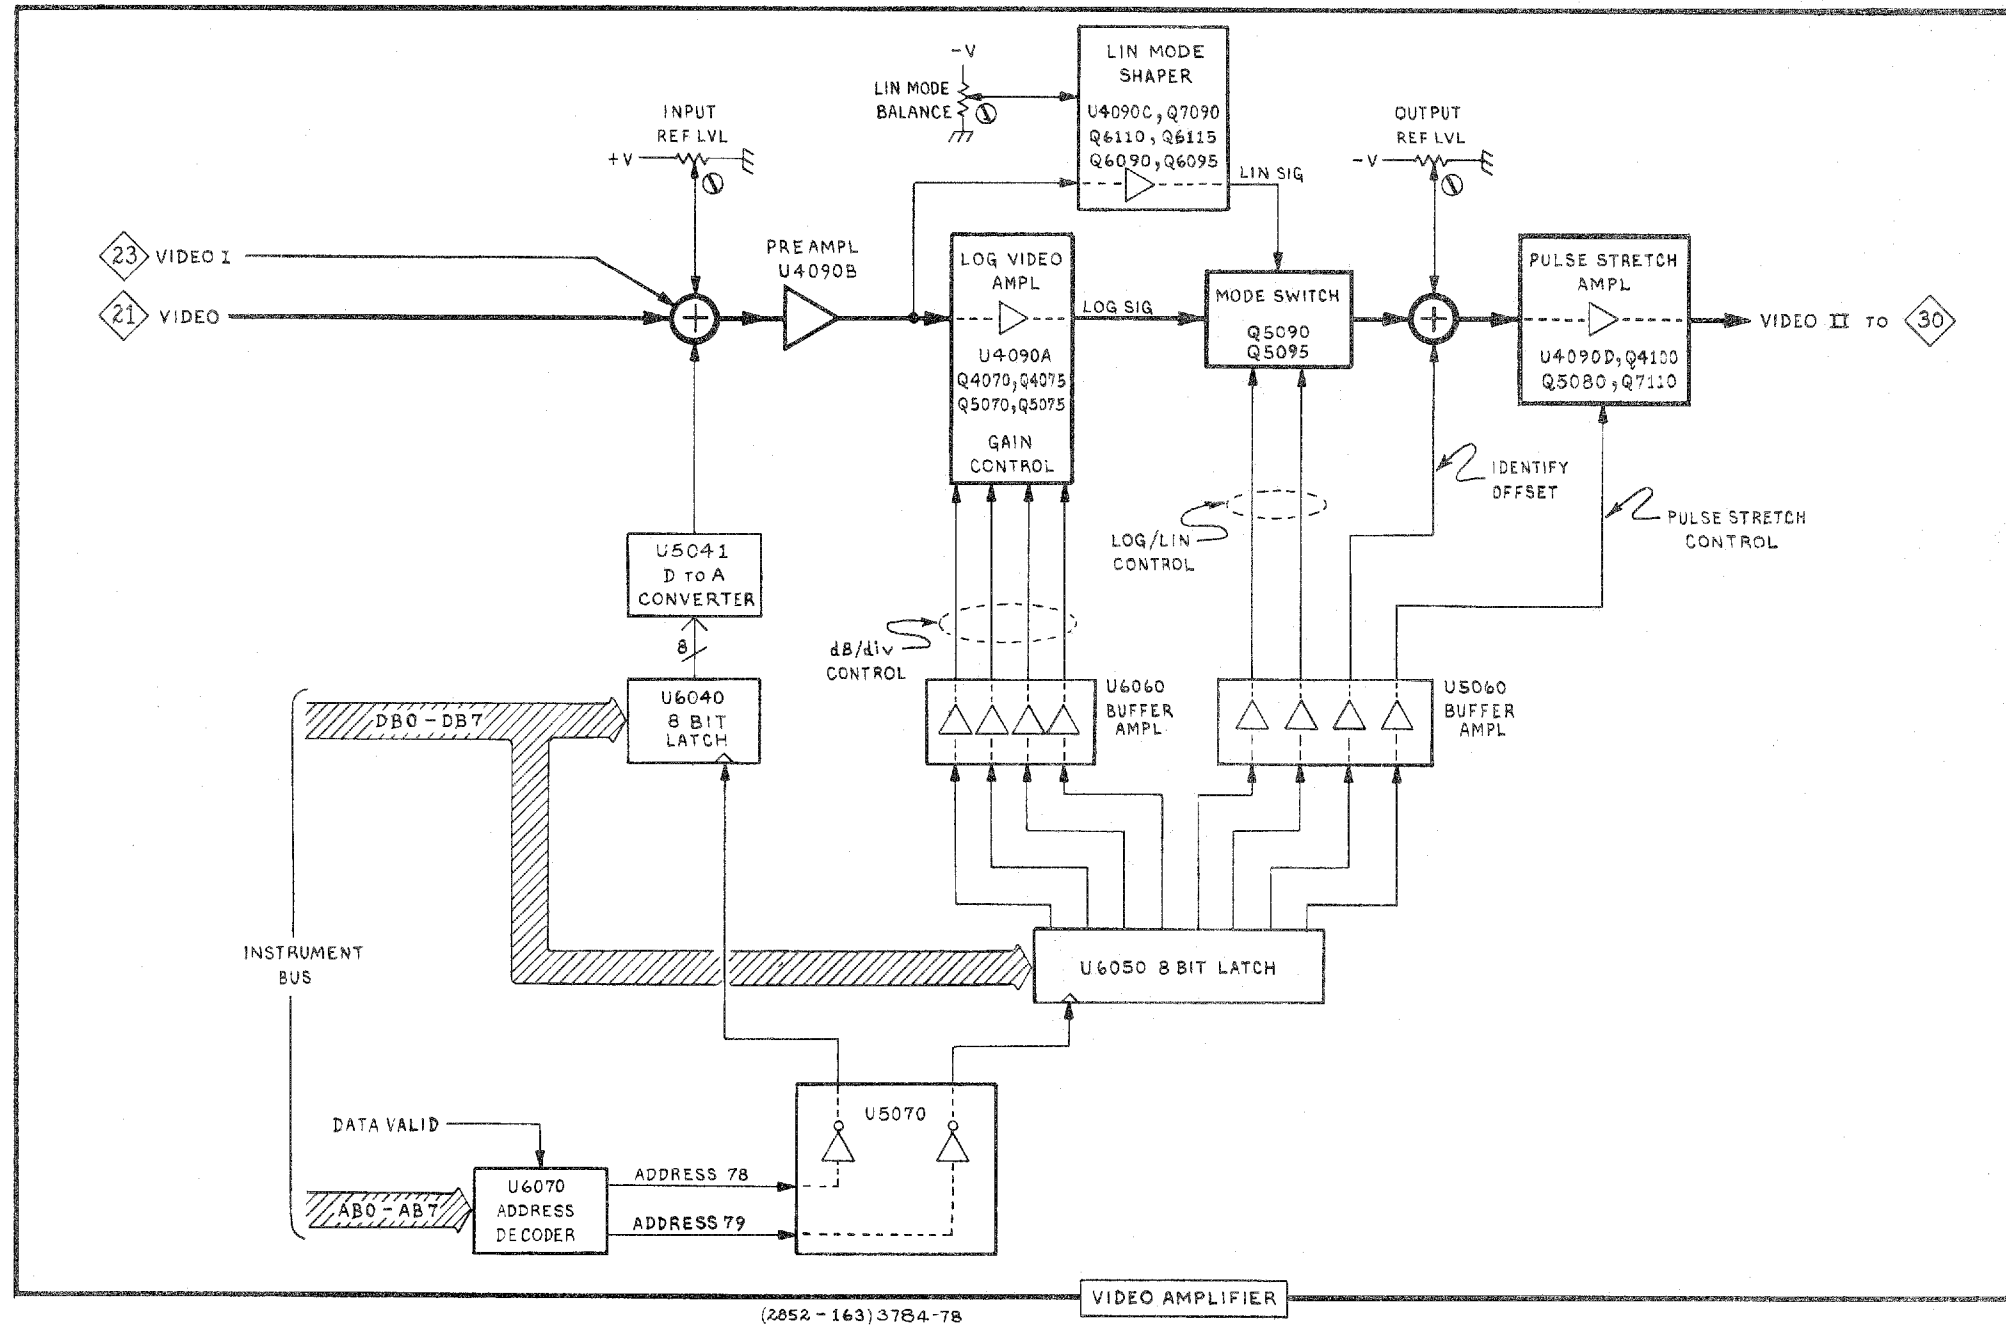 -V
LIN MODE
BALANCE
LIN MODE
SHAPER
U4090C, Q7090
Q6110, Q6115
Q6090, Q6095
INPUT
REF LVL
+V
OUTPUT
REF LVL
-V
LIN SIG
23 VIDEO I
21 VIDEO
PREAMPL
U4090B
LOG VIDEO
AMPL
U4090A
Q4070, Q4075
Q5070, Q5075
GAIN
CONTROL
LOG SIG
MODE SWITCH
Q5090
Q5095
PULSE STRETCH
AMPL
U4090D, Q4100
Q5080, Q7110
VIDEO II TO 30
IDENTIFY
OFFSET
PULSE STRETCH
CONTROL
LOG/LIN
CONTROL
U5041
D TO A
CONVERTER
8
dB/div
CONTROL
U6040
8 BIT
LATCH
DB0-DB7
U6060
BUFFER
AMPL
U5060
BUFFER
AMPL
INSTRUMENT
BUS
U6050 8 BIT LATCH
U5070
DATA VALID
ADDRESS 78
ADDRESS 79
U6070
ADDRESS
DECODER
AB0-AB7
VIDEO AMPLIFIER
(2852-163)3784-78